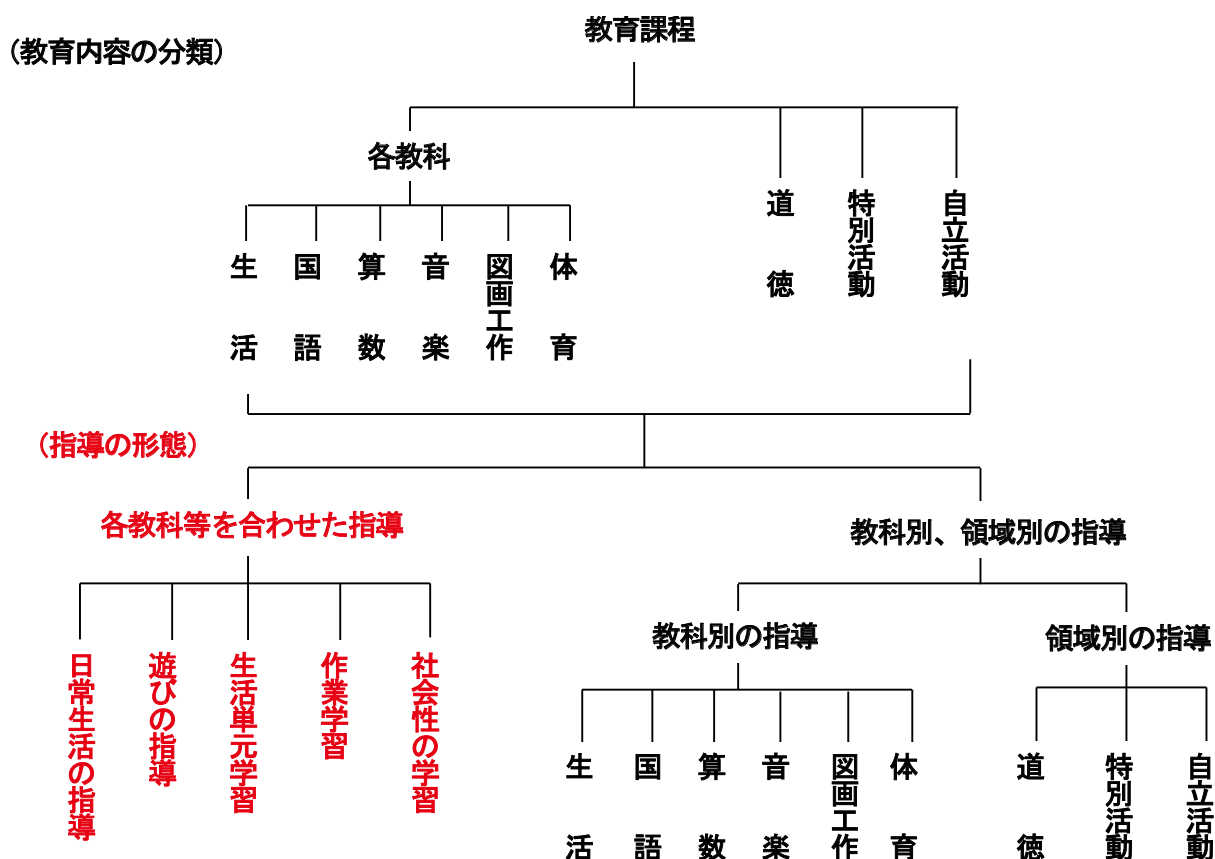 教育課程
（教育内容の分類）
各教科
道徳
特別活動
自立活動
生活
国語
算数
音楽
図画工作
体育
（指導の形態）
各教科等を合わせた指導
教科別、領域別の指導
教科別の指導
領域別の指導
日常生活の指導
遊びの指導
生活単元学習
作業学習
社会性の学習
生活
国語
算数
音楽
図画工作
体育
道徳
特別活動
自立活動